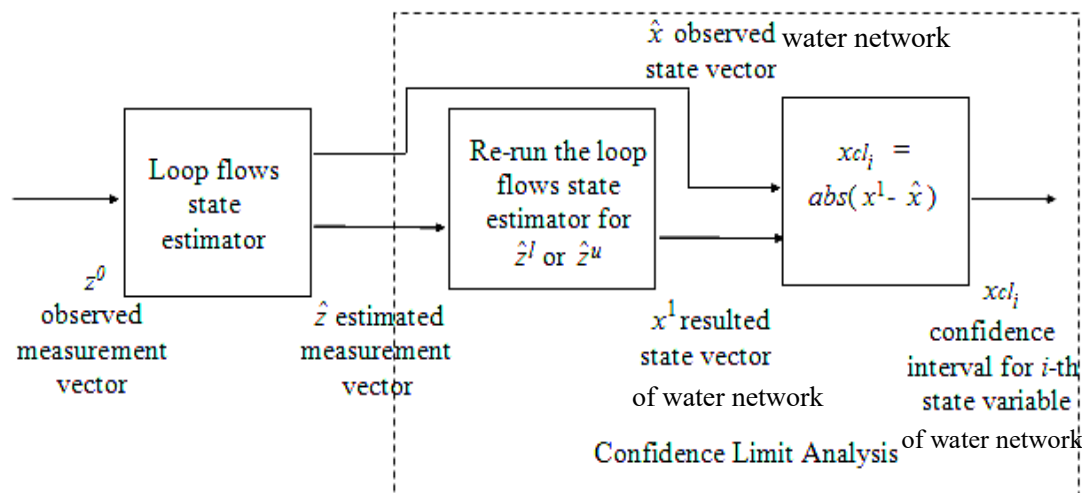 x̂ observed water network
state vector
Loop flows
state
estimator
Re-run the loop
flows state
estimator for
ẑˡ or ẑᵘ
xclᵢ =
abs(x¹- x̂)
z⁰
observed
measurement
vector
ẑ estimated
measurement
vector
x¹ resulted
state vector
of water network
xclᵢ
confidence
interval for i-th
state variable
of water network
Confidence Limit Analysis